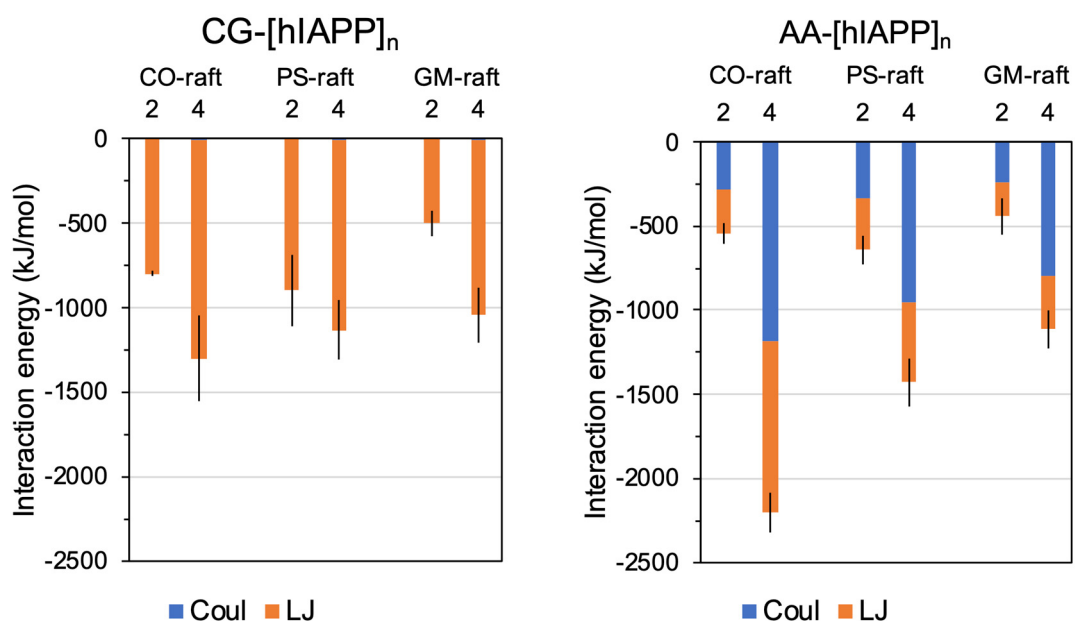 CG-[hIAPP]n
CO-raft PS-raft GM-raft
2 4 2 4 2 4
Interaction energy (kJ/mol)
0
-500
-1000
-1500
-2000
-2500
Coul LJ
AA-[hIAPP]n
CO-raft PS-raft GM-raft
2 4 2 4 2 4
Interaction energy (kJ/mol)
0
-500
-1000
-1500
-2000
-2500
Coul LJ